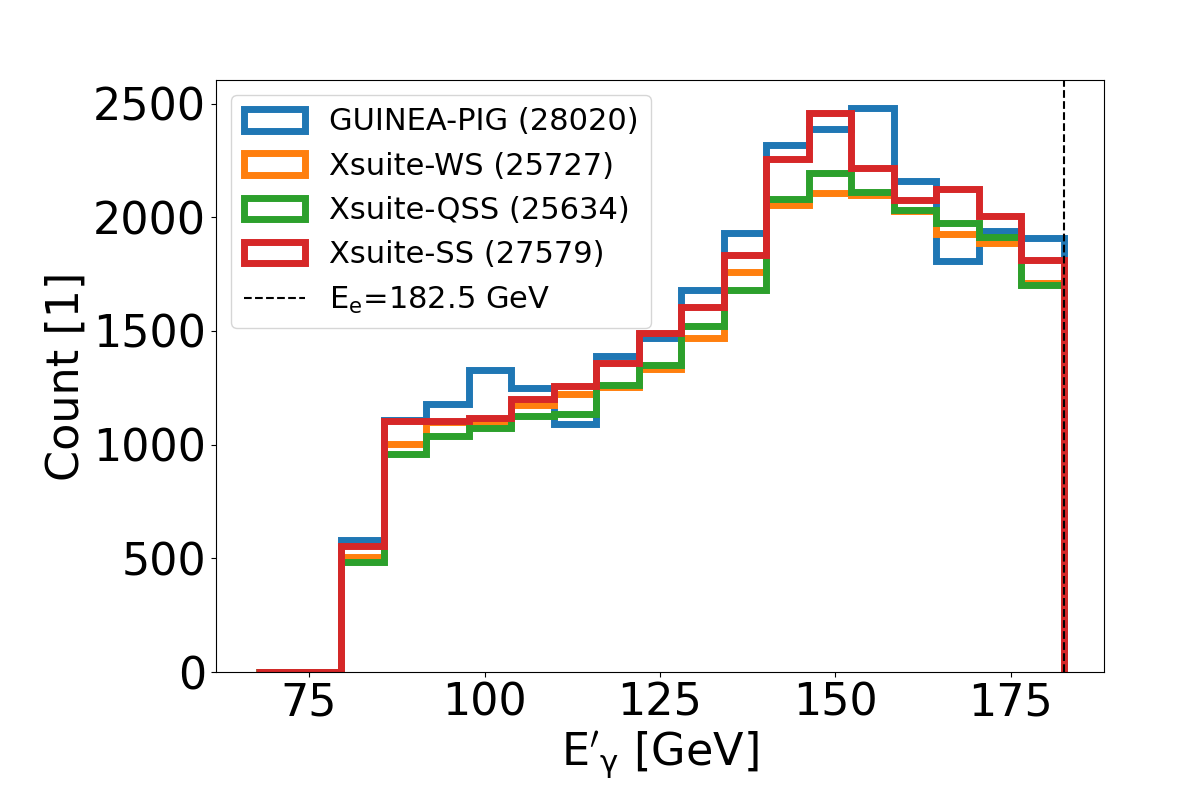 2500
2000
1500
1000
500
0
Count [1]
GUINEA-PIG (28020)
Xsuite-WS (25727)
Xsuite-QSS (25634)
Xsuite-SS (27579)
Eₑ=182.5 GeV
75 100 125 150 175
E′ᵧ [GeV]